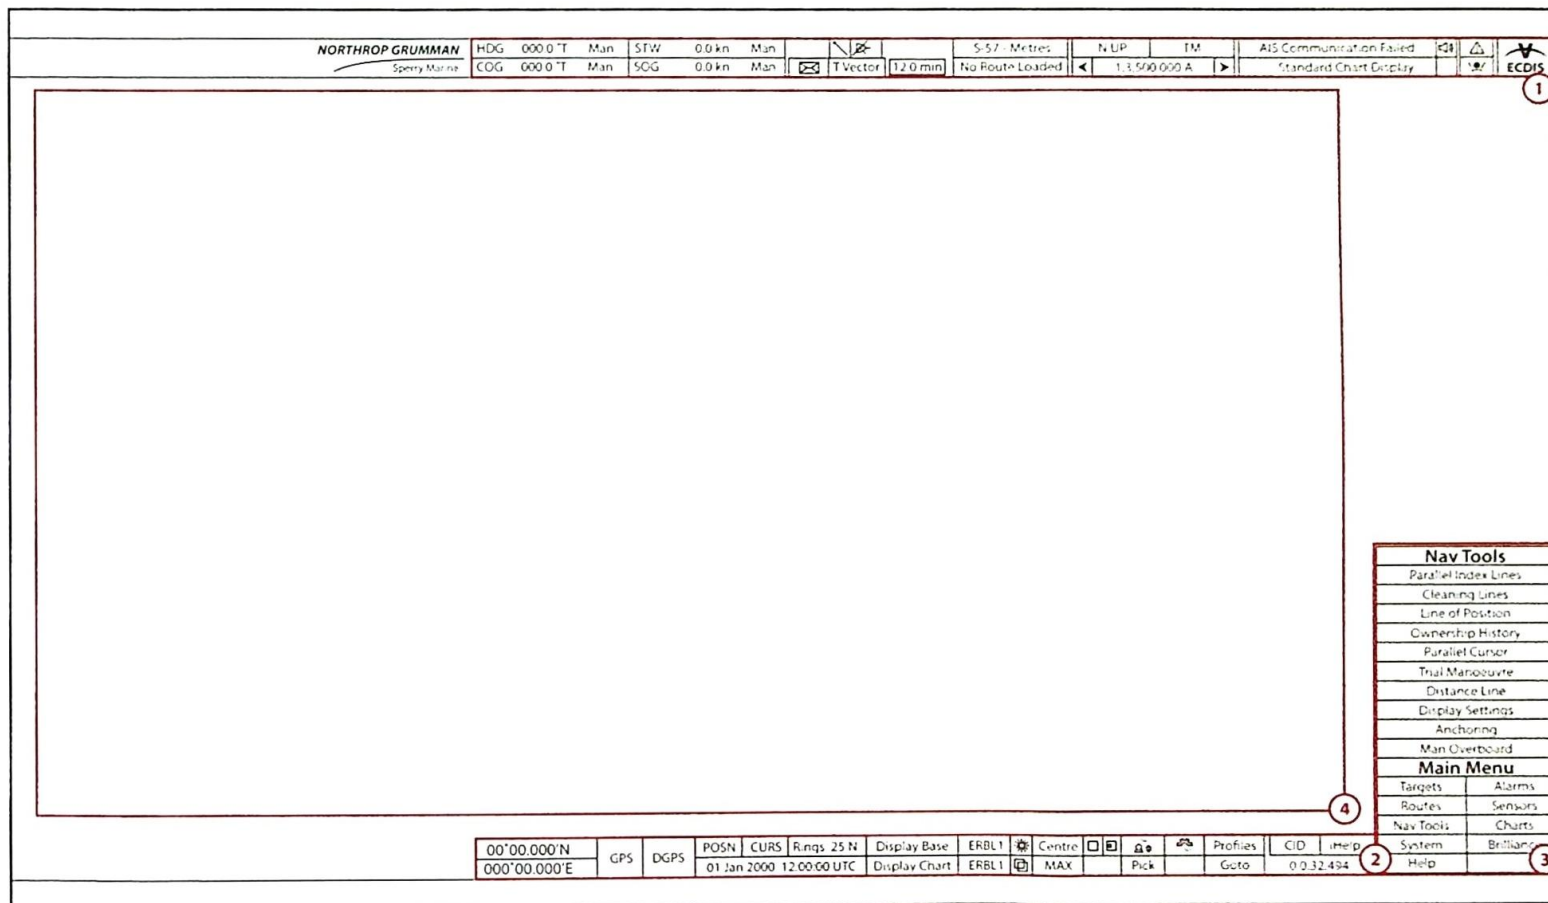 NORTHROP GRUMMAN
Sperry Marine
HDG 000.0 °T Man STW 0.0 kn Man S-57 - Metres N UP TM AIS Communication Failed
COG 000.0 °T Man SOG 0.0 kn Man T Vector 12.0 min No Route Loaded 1:3,500,000 A Standard Chart Display ECDIS
1
Nav Tools
Parallel Index Lines
Cleaning Lines
Line of Position
Ownership History
Parallel Cursor
Trial Manoeuvre
Distance Line
Display Settings
Anchoring
Man Overboard
Main Menu
Targets Alarms
Routes Sensors
Nav Tools Charts
System Brilliance
Help
4
00°00.000'N GPS DGPS POSN CURS Rings 25 N Display Base ERBL1 Centre Profiles CID iHelp
000°00.000'E 01 Jan 2000 12:00:00 UTC Display Chart ERBL1 MAX Pick Goto 0.0.32.494
2
3